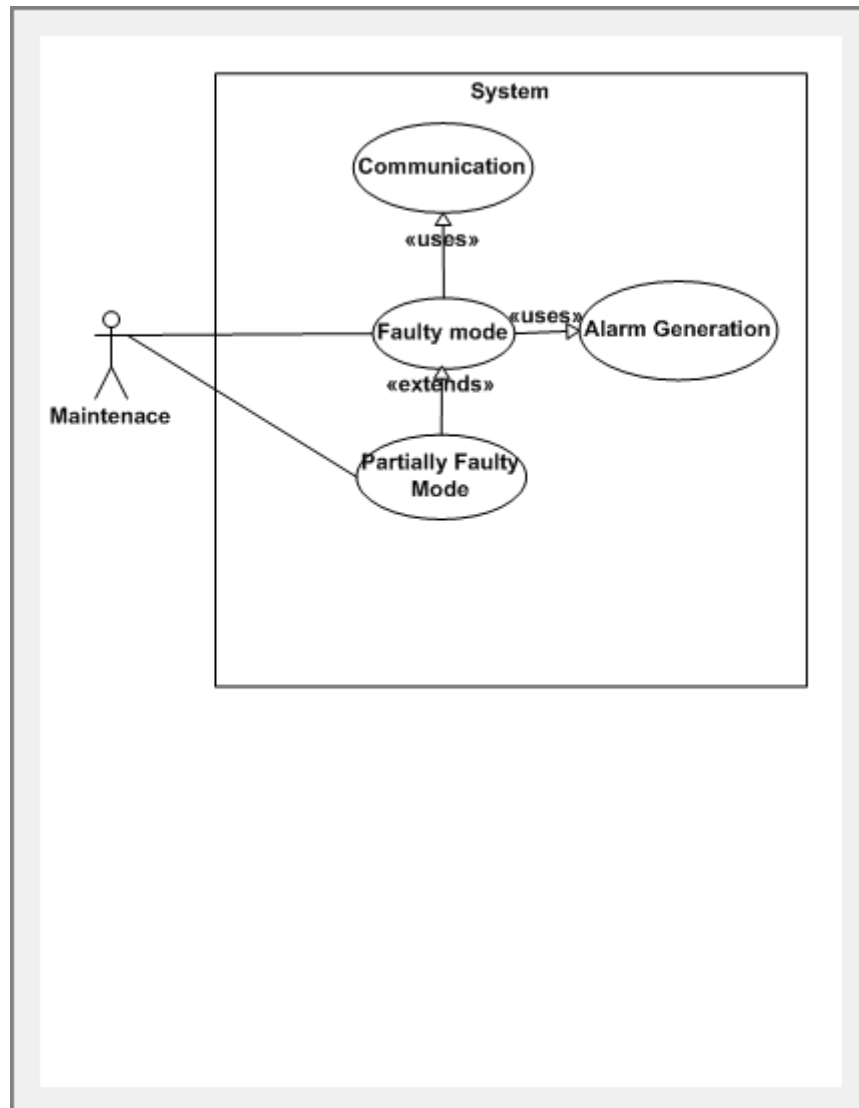 System
Communication
«uses»
«uses»
Faulty mode
Alarm Generation
«extends»
Maintenace
Partially Faulty
Mode